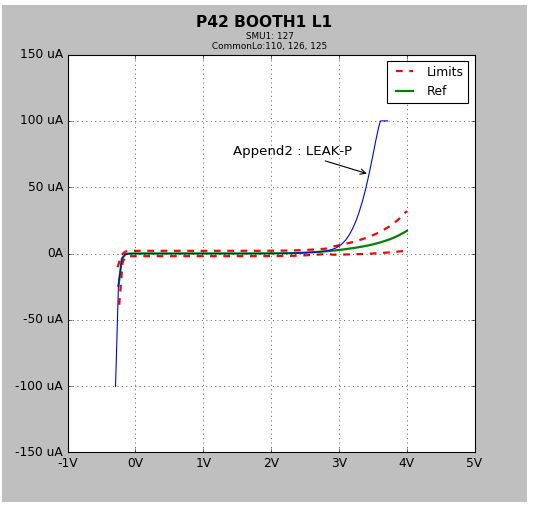 P42 BOOTH1 L1
SMU1: 127
CommonLo:110, 126, 125
150 uA
Limits
Ref
100 uA
Append2 : LEAK-P
50 uA
0A
-50 uA
-100 uA
-150 uA
-1V 0V 1V 2V 3V 4V 5V